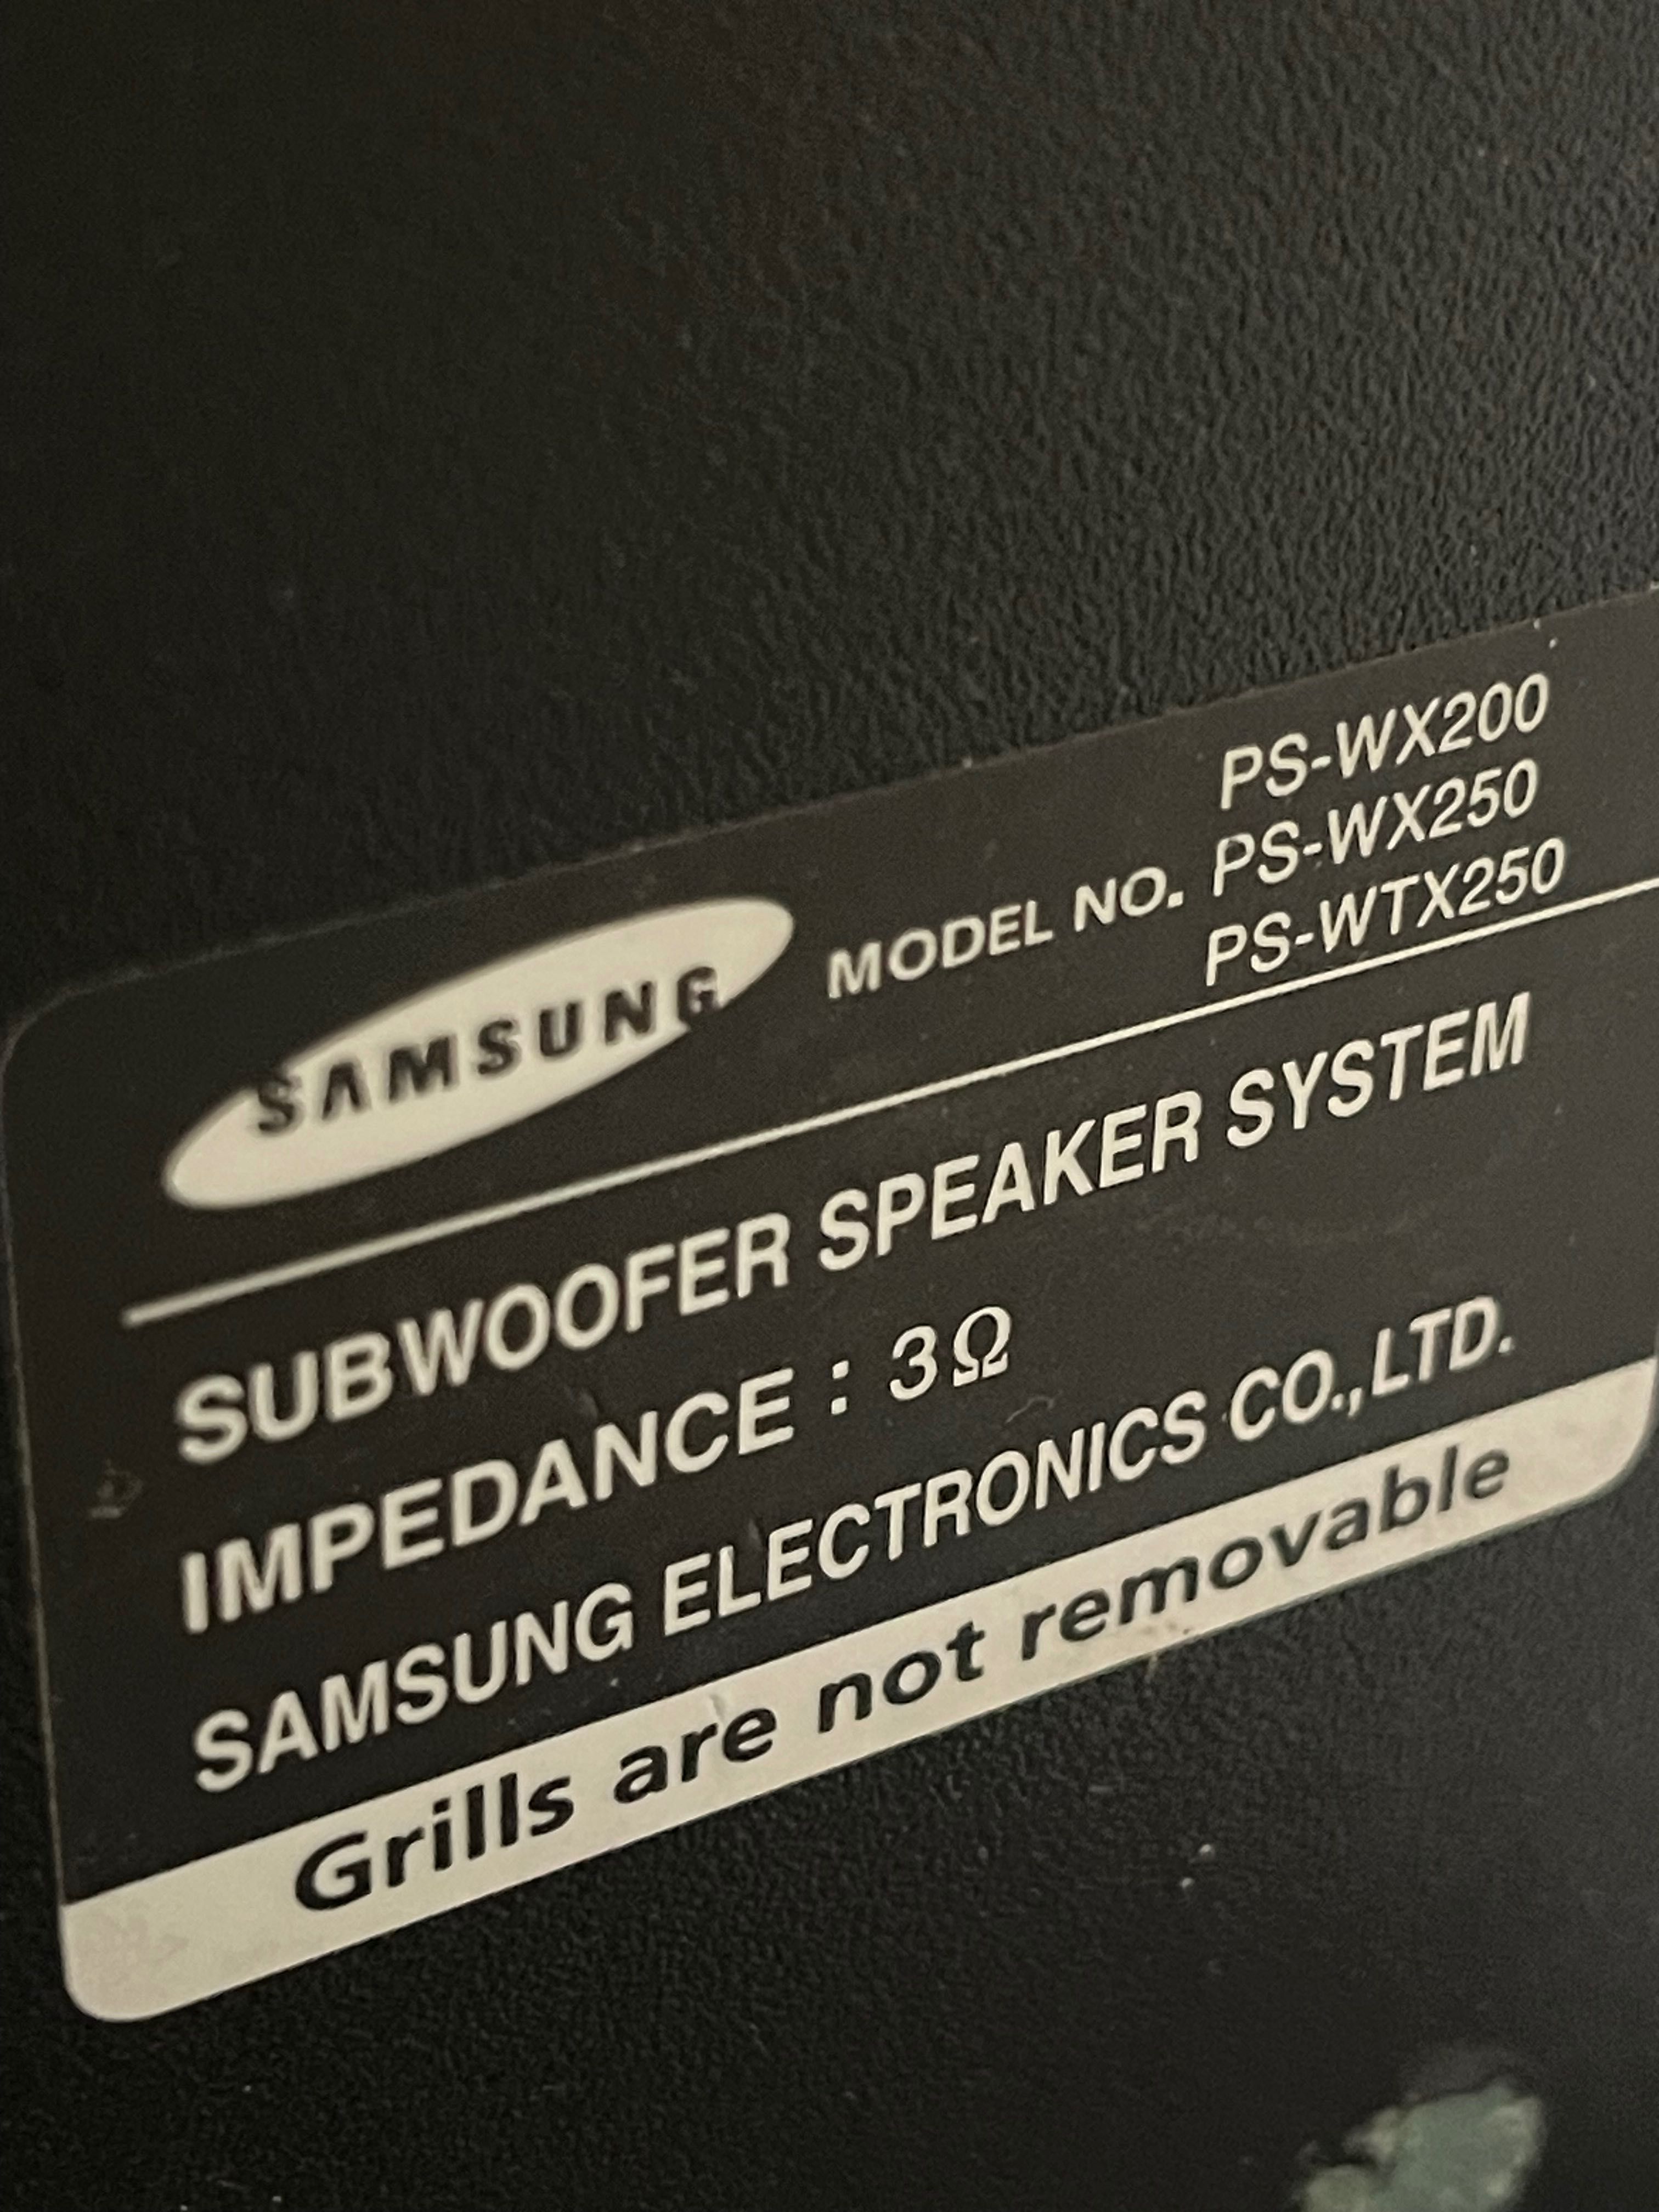 PS-WX200
SAMSUNG MODEL NO. PS-WX250
PS-WTX250
SUBWOOFER SPEAKER SYSTEM
IMPEDANCE : 3Ω
SAMSUNG ELECTRONICS CO.,LTD.
Grills are not removable